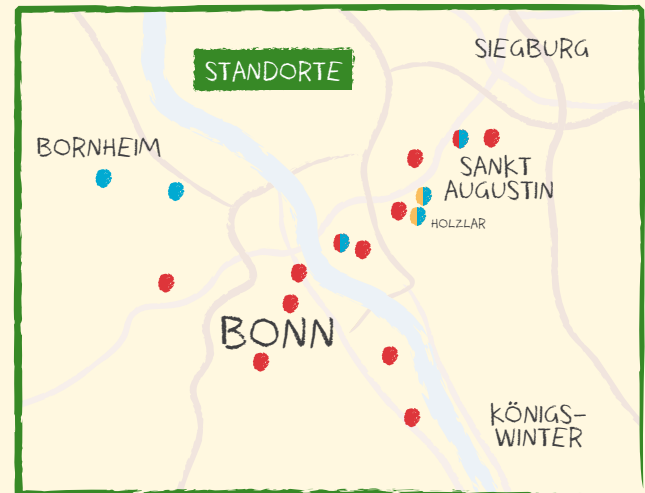 SIEGBURG
STANDORTE
BORNHEIM
SANKT
AUGUSTIN
HOLZLAR
BONN
KÖNIGS-
WINTER